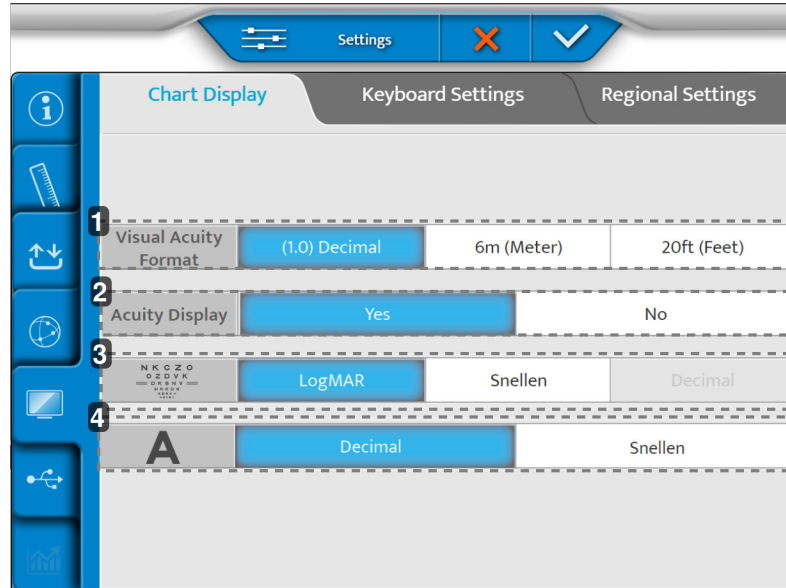 Settings
Chart Display
Keyboard Settings
Regional Settings
1
Visual Acuity
Format
(1.0) Decimal
6m (Meter)
20ft (Feet)
2
Acuity Display
Yes
No
3
N K C Z O
O Z D V K
LogMAR
Snellen
Decimal
4
A
Decimal
Snellen